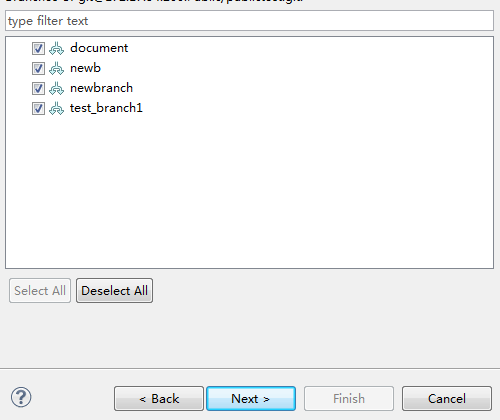 type filter text
document
newb
newbranch
test_branch1
Select All
Deselect All
?
< Back
Next >
Finish
Cancel